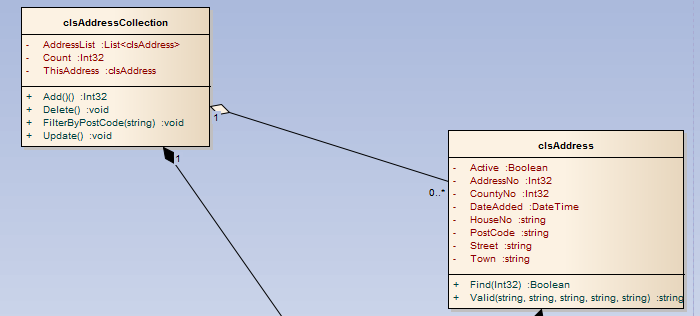 clsAddressCollection
- AddressList :List<clsAddress>
- Count :Int32
- ThisAddress :clsAddress
+ Add()() :Int32
+ Delete() :void
+ FilterByPostCode(string) :void
+ Update() :void
1
1
0..*
clsAddress
- Active :Boolean
- AddressNo :Int32
- CountyNo :Int32
- DateAdded :DateTime
- HouseNo :string
- PostCode :string
- Street :string
- Town :string
+ Find(Int32) :Boolean
+ Valid(string, string, string, string, string) :string